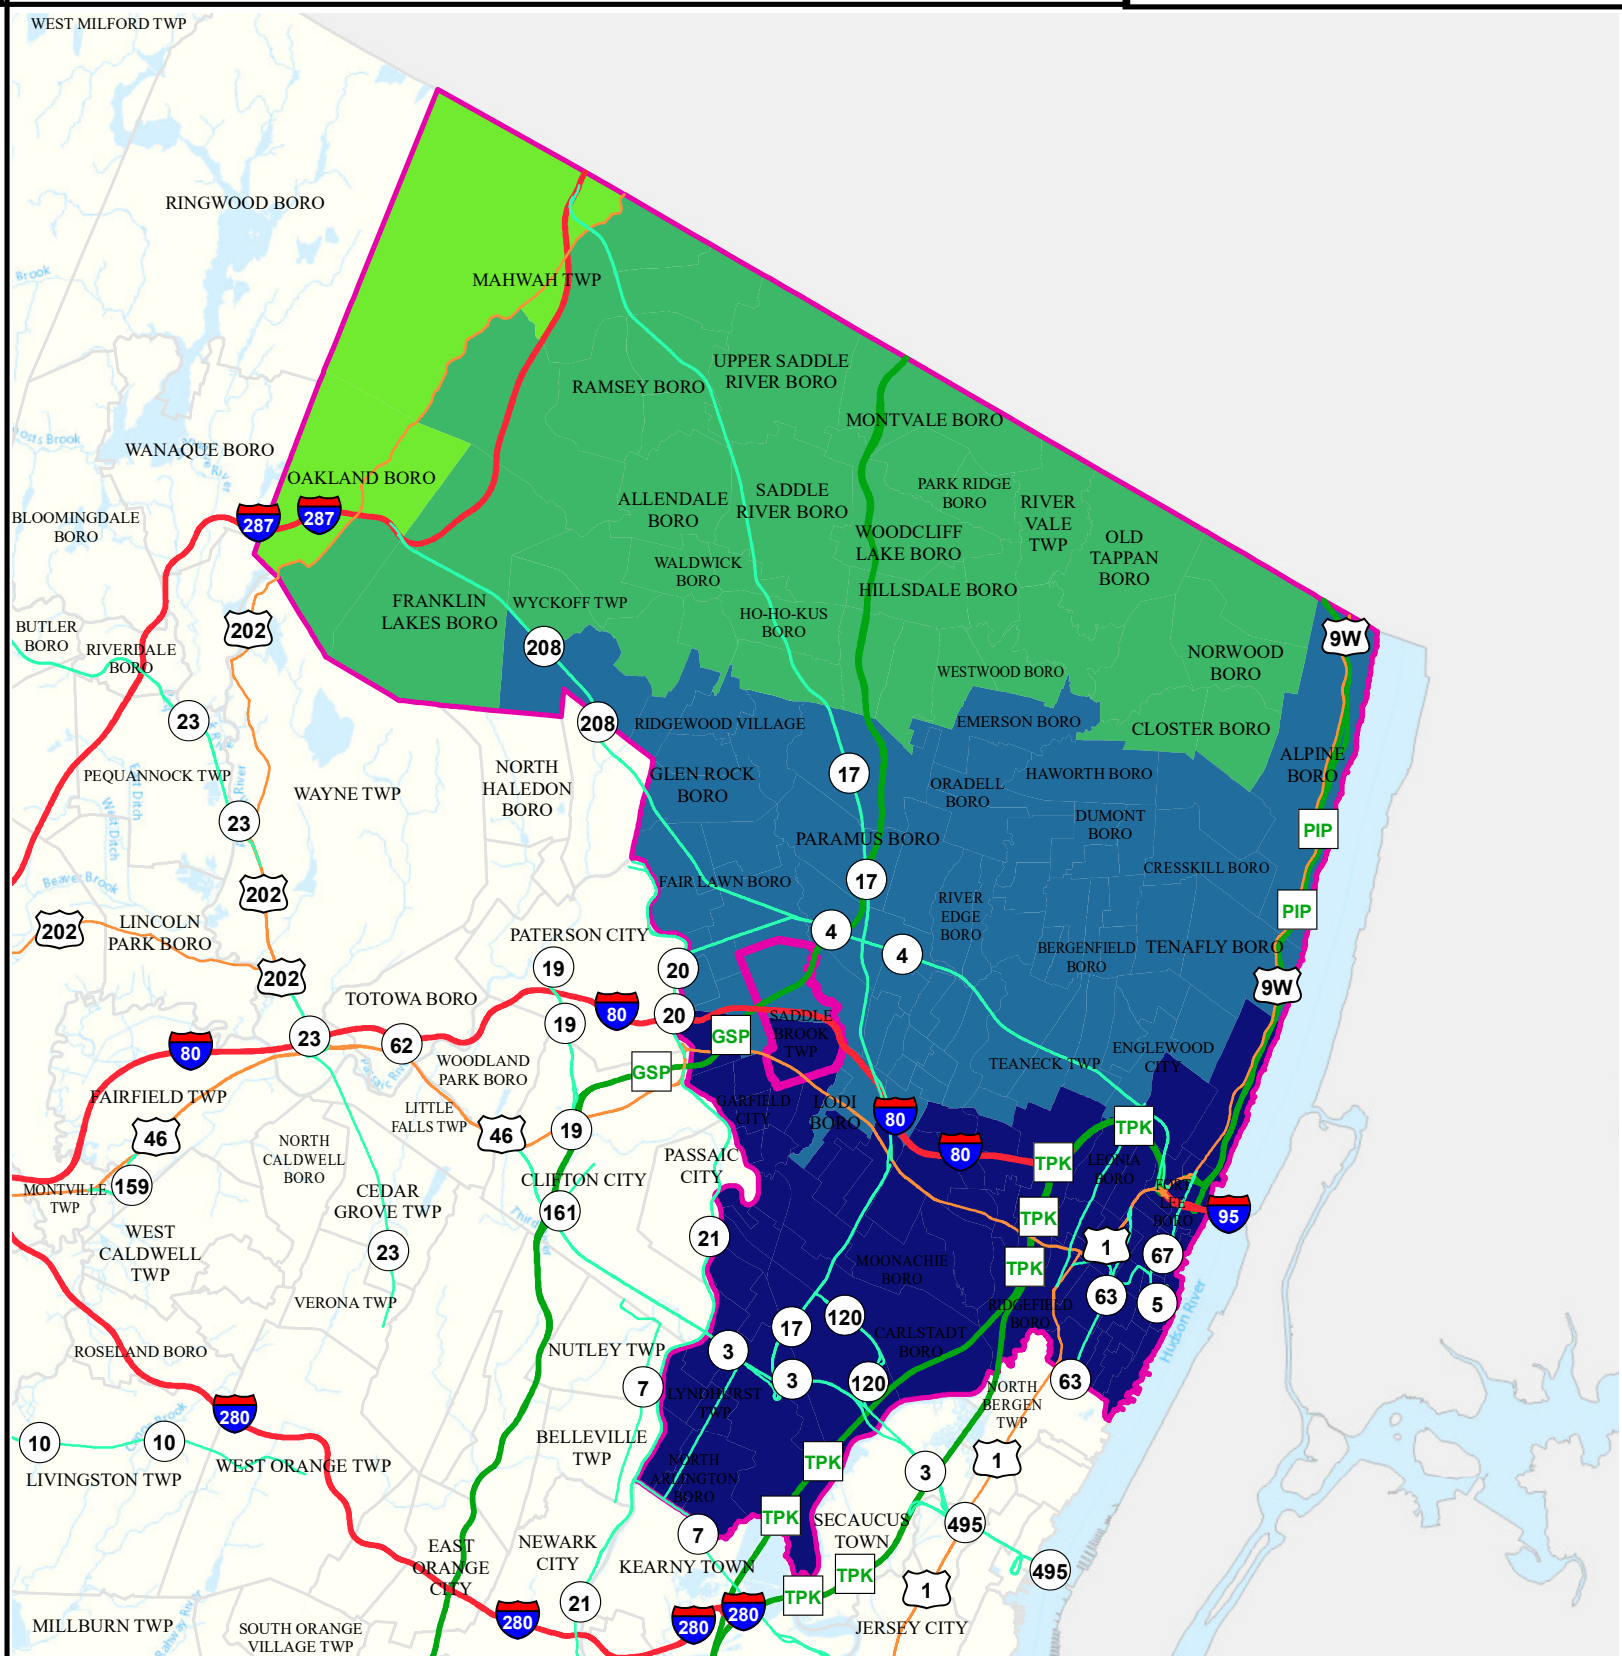 WEST MILFORD TWP
RINGWOOD BORO
MAHWAH TWP
UPPER SADDLE
RIVER BORO
RAMSEY BORO
MONTVALE BORO
WANAQUE BORO
OAKLAND BORO
ALLENDALE
BORO
SADDLE
RIVER BORO
PARK RIDGE
BORO
RIVER
VALE
TWP
WOODCLIFF
LAKE BORO
OLD
TAPPAN
BORO
BLOOMINGDALE
BORO
287
287
WALDWICK
BORO
HILLSDALE BORO
FRANKLIN
LAKES BORO
WYCKOFF TWP
HO-HO-KUS
BORO
BUTLER
BORO
RIVERDALE
BORO
202
208
9W
NORWOOD
BORO
WESTWOOD BORO
23
208
RIDGEWOOD VILLAGE
EMERSON BORO
CLOSTER BORO
ALPINE
BORO
PEQUANNOCK TWP
WAYNE TWP
NORTH
HALEDON
BORO
GLEN ROCK
BORO
17
ORADELL
BORO
HAWORTH BORO
23
PARAMUS BORO
DUMONT
BORO
PIP
Beaver Brook
202
FAIR LAWN BORO
17
CRESSKILL BORO
202
LINCOLN
PARK BORO
PATERSON CITY
4
4
RIVER
EDGE
BORO
BERGENFIELD
BORO
TENAFLY BORO
PIP
202
19
20
9W
TOTOWA BORO
80
20
19
GSP
SADDLE
BROOK
TWP
23
62
80
WOODLAND
PARK BORO
GSP
TEANECK TWP
ENGLEWOOD
CITY
FAIRFIELD TWP
LITTLE
FALLS TWP
GARFIELD
CITY
LODI
BORO
80
46
46
19
TPK
NORTH
CALDWELL
BORO
PASSAIC
CITY
80
TPK
LEONIA
BORO
MONTVILLE
TWP
159
CLIFTON CITY
CEDAR
GROVE TWP
161
TPK
FORT
LEE
BORO
95
WEST
CALDWELL
TWP
23
21
MOONACHIE
BORO
TPK
1
67
VERONA TWP
RIDGEFIELD
BORO
63
5
Hudson River
17
120
CARLSTADT
BORO
ROSELAND BORO
NUTLEY TWP
3
7
LYNDHURST
TWP
3
120
NORTH
BERGEN
TWP
63
280
10
10
BELLEVILLE
TWP
LIVINGSTON TWP
WEST ORANGE TWP
NORTH
ARLINGTON
BORO
TPK
3
1
TPK
SECAUCUS
TOWN
495
7
EAST
ORANGE
CITY
NEWARK
CITY
KEARNY TOWN
TPK
TPK
1
495
21
280
280
280
MILLBURN TWP
SOUTH ORANGE
VILLAGE TWP
JERSEY CITY